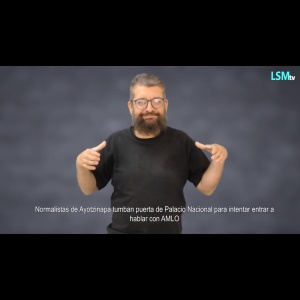 LSMtv
Normalistas de Ayotzinapa tumban puerta de Palacio Nacional para intentar entrar a
hablar con AMLO